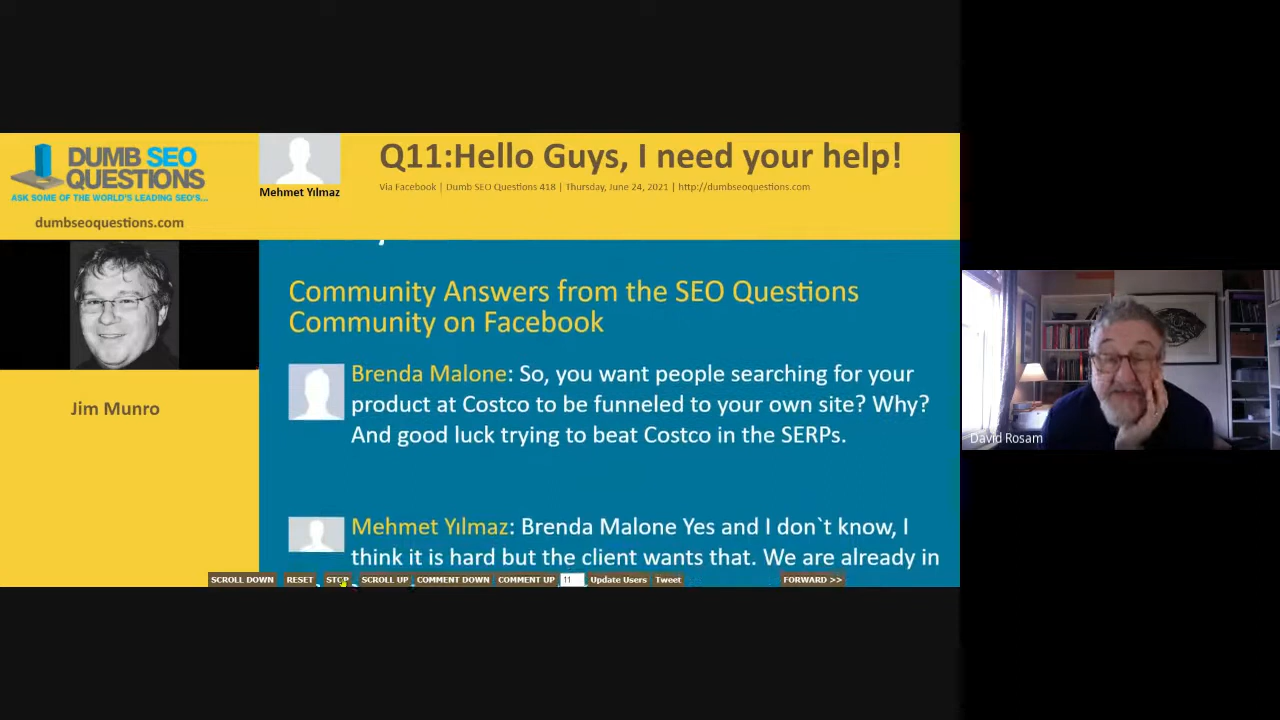 DUMB SEO
QUESTIONS
ASK SOME OF THE WORLD'S LEADING SEO'S...
dumbseoquestions.com
Mehmet Yılmaz
Q11:Hello Guys, I need your help!
Via Facebook | Dumb SEO Questions 418 | Thursday, June 24, 2021 | http://dumbseoquestions.com
Jim Munro
Community Answers from the SEO Questions
Community on Facebook
Brenda Malone: So, you want people searching for your
product at Costco to be funneled to your own site? Why?
And good luck trying to beat Costco in the SERPs.
Mehmet Yılmaz: Brenda Malone Yes and I don`t know, I
think it is hard but the client wants that. We are already in
SCROLL DOWN RESET STOP SCROLL UP COMMENT DOWN COMMENT UP 11 Update Users Tweet FORWARD >>
David Rosam